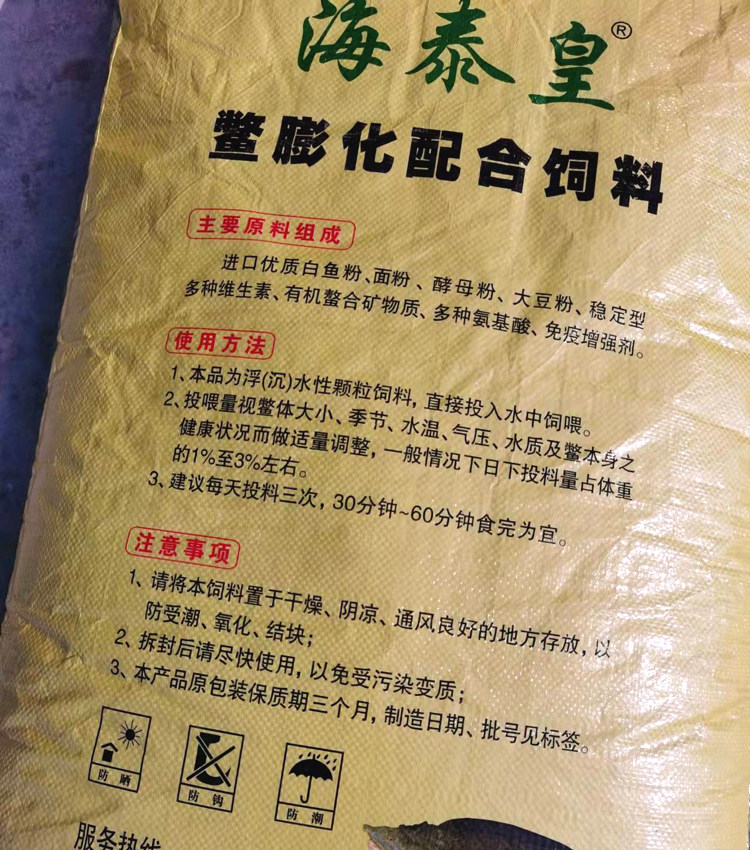 海泰皇®
鳖膨化配合饲料
主要原料组成
进口优质白鱼粉、面粉、酵母粉、大豆粉、稳定型
多种维生素、有机螯合矿物质、多种氨基酸、免疫增强剂。
使用方法
1、本品为浮(沉)水性颗粒饲料,直接投入水中饲喂。
2、投喂量视鳖体大小、季节、水温、气压、水质及鳖本身之
健康状况而做适量调整,一般情况下日下投料量占体重
的1%至3%左右。
3、建议每天投料三次,30分钟~60分钟食完为宜。
注意事项
1、请将本饲料置于干燥、阴凉、通风良好的地方存放,以
防受潮、氧化、结块;
2、拆封后请尽快使用,以免受污染变质;
3、本产品原包装保质期三个月,制造日期、批号见标签。
防晒
防钩
防潮
服务热线